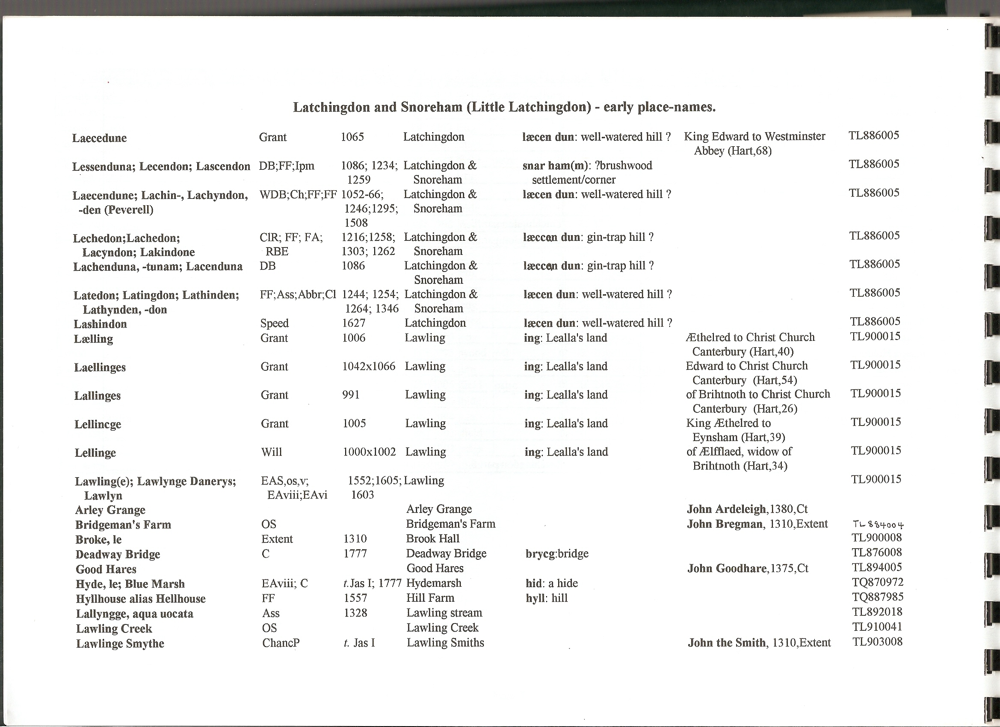 Latchingdon and Snoreham (Little Latchingdon) - early place-names.
Laecedune Grant 1065 Latchingdon læcen dun: well-watered hill ? King Edward to Westminster TL886005
Abbey (Hart,68)
Lessenduna; Lecendon; Lascendon DB;FF;Ipm 1086; 1234; Latchingdon & snar ham(m): ?brushwood TL886005
1259 Snoreham settlement/corner
Laecendune; Lachin-, Lachyndon, WDB;Ch;FF;FF 1052-66; Latchingdon & læcen dun: well-watered hill ? TL886005
-den (Peverell) 1246;1295; Snoreham
1508
Lechedon;Lachedon; ClR; FF; FA; 1216;1258; Latchingdon & læccan dun: gin-trap hill ? TL886005
Lacyndon; Lakindone RBE 1303; 1262 Snoreham
Lachenduna, -tunam; Lacenduna DB 1086 Latchingdon & læccan dun: gin-trap hill ? TL886005
Snoreham
Latedon; Latingdon; Lathinden; FF;Ass;Abbr;Cl 1244; 1254; Latchingdon & læcen dun: well-watered hill ? TL886005
Lathynden, -don 1264; 1346 Snoreham
Lashindon Speed 1627 Latchingdon læcen dun: well-watered hill ? TL886005
Lælling Grant 1006 Lawling ing: Lealla's land Æthelred to Christ Church TL900015
Canterbury (Hart,40)
Laellinges Grant 1042x1066 Lawling ing: Lealla's land Edward to Christ Church TL900015
Canterbury (Hart,54)
Lallinges Grant 991 Lawling ing: Lealla's land of Brihtnoth to Christ Church TL900015
Canterbury (Hart,26)
Lellincge Grant 1005 Lawling ing: Lealla's land King Æthelred to TL900015
Eynsham (Hart,39)
Lellinge Will 1000x1002 Lawling ing: Lealla's land of Ælfflaed, widow of TL900015
Brihtnoth (Hart,34)
Lawling(e); Lawlynge Danerys; EAS,os,v; 1552;1605; Lawling TL900015
Lawlyn EAviii;EAvi 1603
Arley Grange Arley Grange John Ardeleigh,1380,Ct
Bridgeman's Farm OS Bridgeman's Farm John Bregman, 1310,Extent TL884004
Broke, le Extent 1310 Brook Hall TL900008
Deadway Bridge C 1777 Deadway Bridge brycg:bridge TL876008
Good Hares Good Hares John Goodhare,1375,Ct TL894005
Hyde, le; Blue Marsh EAviii; C t.Jas I; 1777 Hydemarsh hid: a hide TQ870972
Hyllhouse alias Hellhouse FF 1557 Hill Farm hyll: hill TQ887985
Lallyngge, aqua uocata Ass 1328 Lawling stream TL892018
Lawling Creek OS Lawling Creek TL910041
Lawlinge Smythe ChancP t. Jas I Lawling Smiths John the Smith, 1310,Extent TL903008